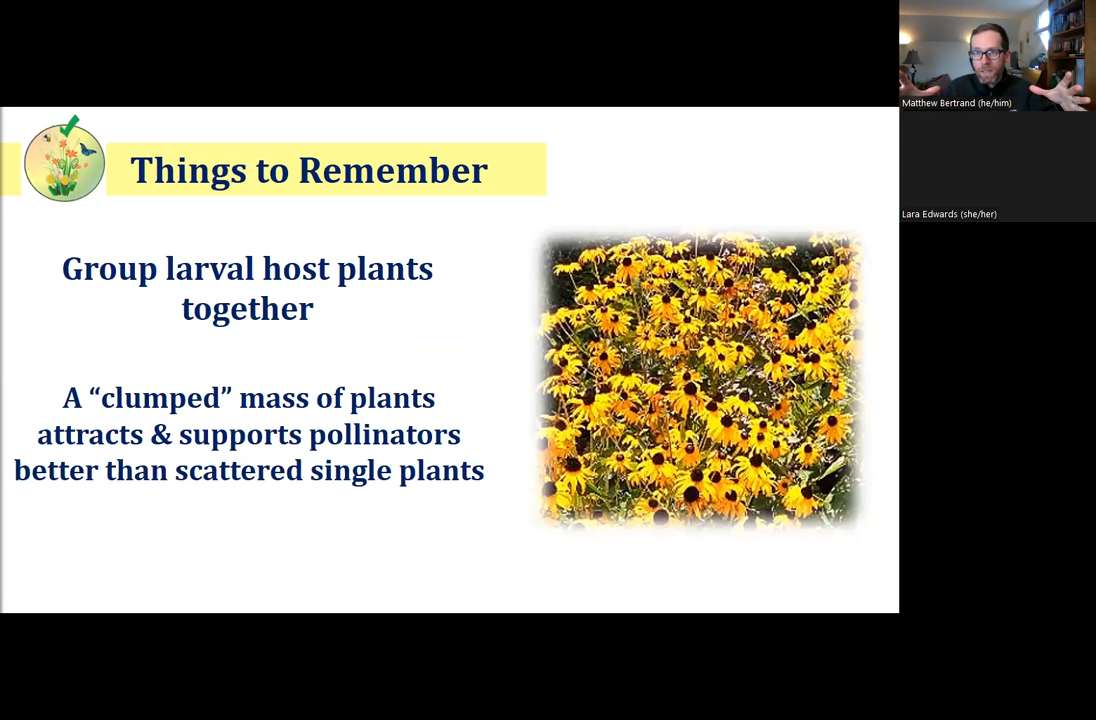 Things to Remember
Group larval host plants
together
A “clumped” mass of plants
attracts & supports pollinators
better than scattered single plants
Matthew Bertrand (he/him)
Lara Edwards (she/her)